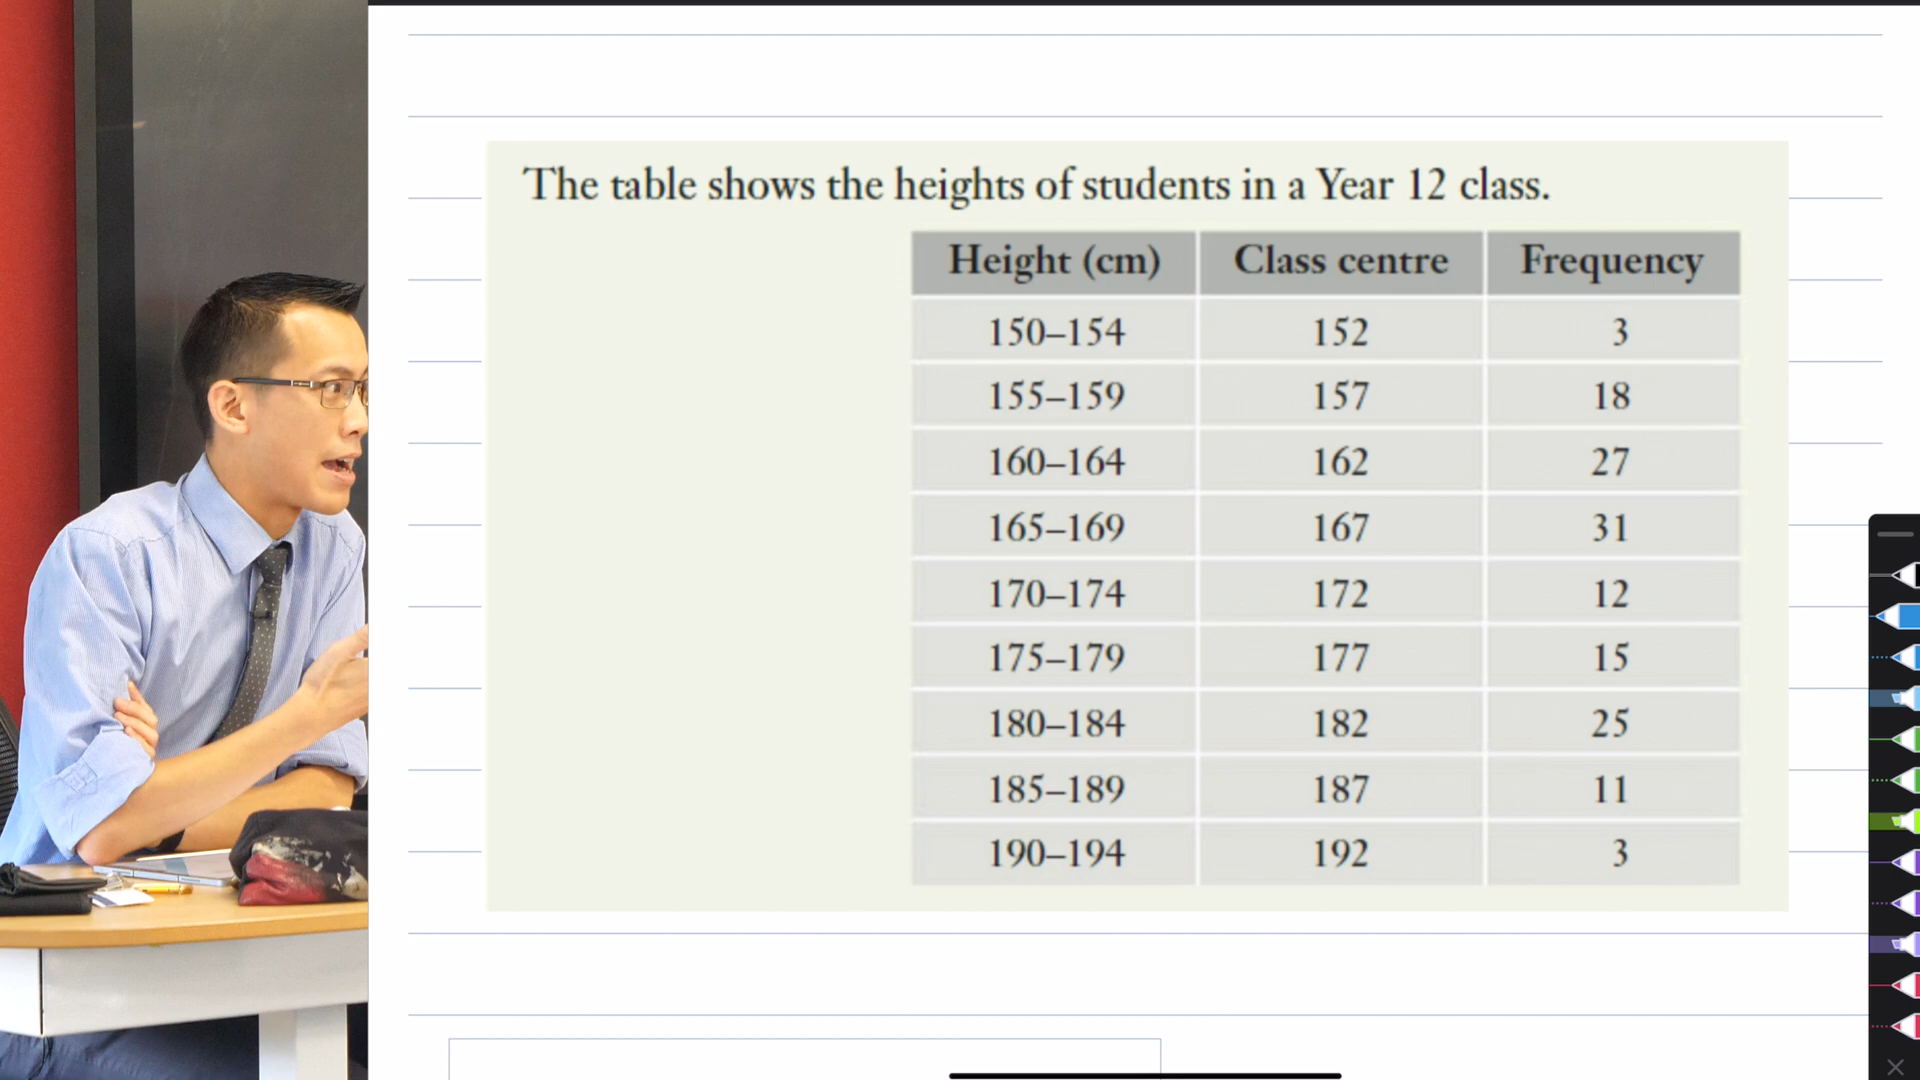 The table shows the heights of students in a Year 12 class.
Height (cm) Class centre Frequency
150–154 152 3
155–159 157 18
160–164 162 27
165–169 167 31
170–174 172 12
175–179 177 15
180–184 182 25
185–189 187 11
190–194 192 3